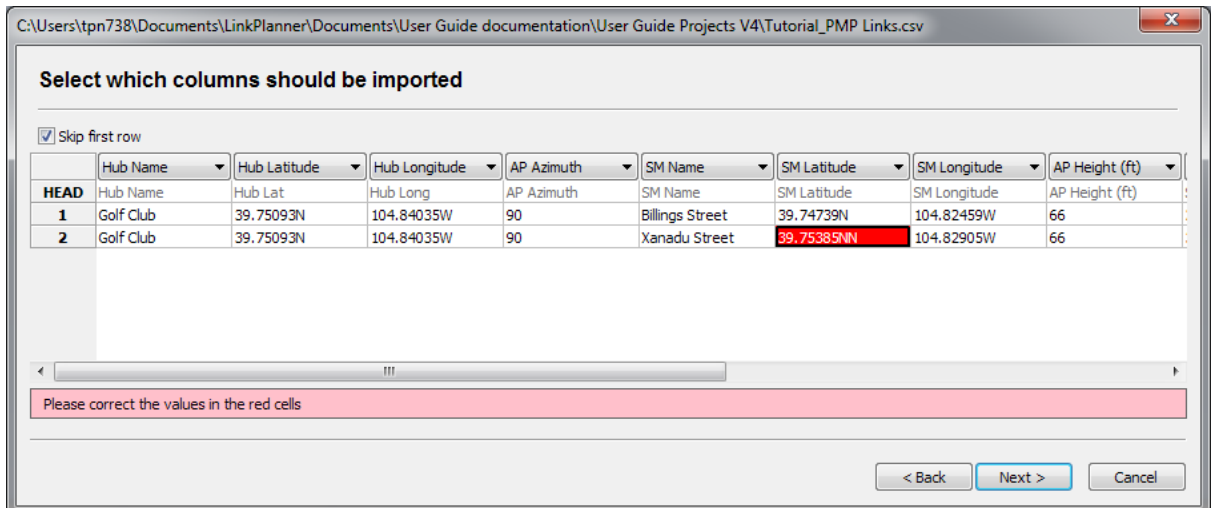 C:\Users\tpn738\Documents\LinkPlanner\Documents\User Guide documentation\User Guide Projects V4\Tutorial_PMP Links.csv
Select which columns should be imported
Skip first row
Hub Name Hub Latitude Hub Longitude AP Azimuth SM Name SM Latitude SM Longitude AP Height (ft)
HEAD Hub Name Hub Lat Hub Long AP Azimuth SM Name SM Latitude SM Longitude AP Height (ft)
1 Golf Club 39.75093N 104.84035W 90 Billings Street 39.74739N 104.82459W 66
2 Golf Club 39.75093N 104.84035W 90 Xanadu Street 39.75385NN 104.82905W 66
Please correct the values in the red cells
< Back Next > Cancel